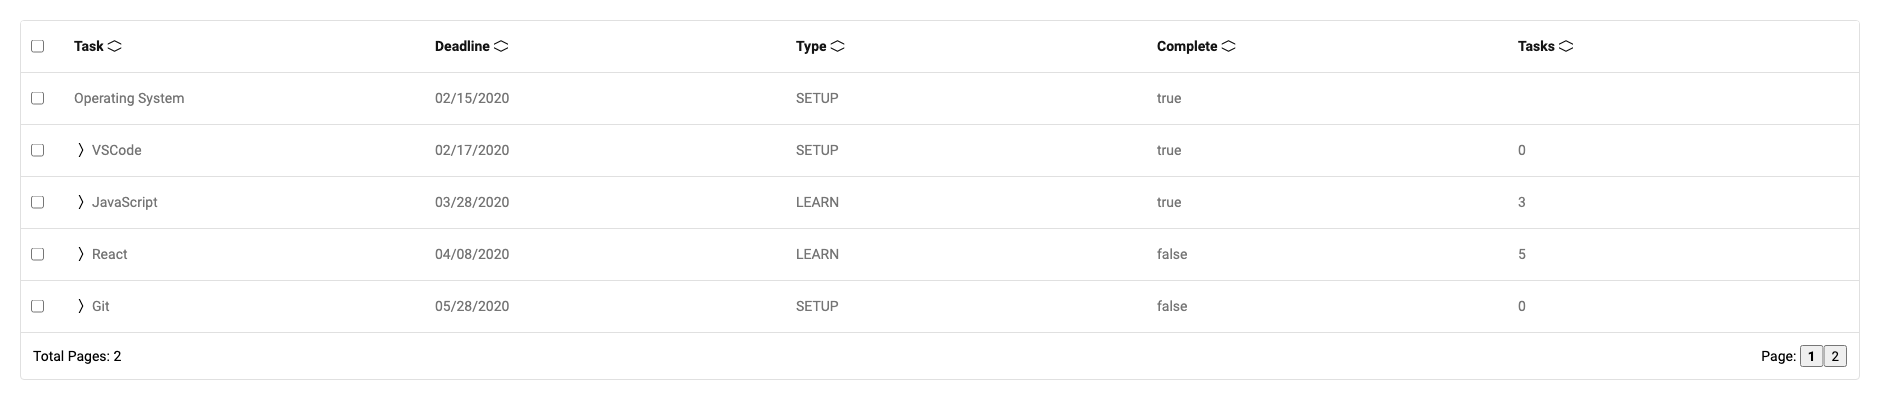 Task Deadline Type Complete Tasks
Operating System 02/15/2020 SETUP true
VSCode 02/17/2020 SETUP true 0
JavaScript 03/28/2020 LEARN true 3
React 04/08/2020 LEARN false 5
Git 05/28/2020 SETUP false 0
Total Pages: 2 Page: 1 2